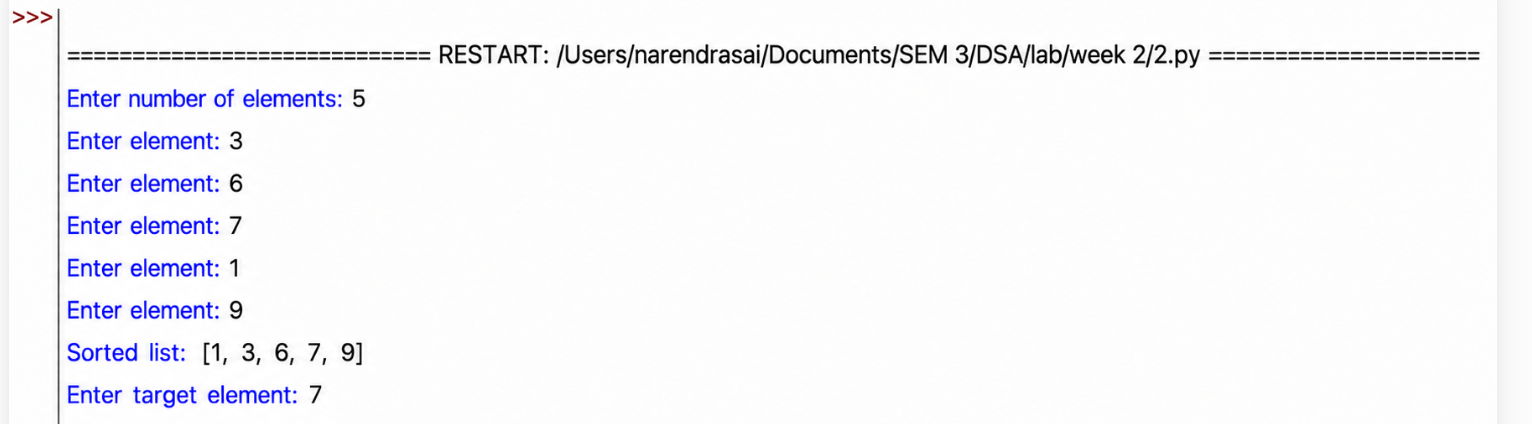 >>>
============================ RESTART: /Users/narendrasai/Documents/SEM 3/DSA/lab/week 2/2.py =====================
Enter number of elements: 5
Enter element: 3
Enter element: 6
Enter element: 7
Enter element: 1
Enter element: 9
Sorted list: [1, 3, 6, 7, 9]
Enter target element: 7